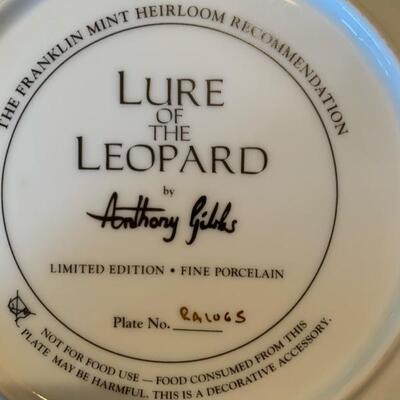 THE FRANKLIN MINT HEIRLOOM RECOMMENDATION
LURE
OF
THE
LEOPARD
by
Anthony Gibbs
LIMITED EDITION • FINE PORCELAIN
Plate No. RA1065
NOT FOR FOOD USE — FOOD CONSUMED FROM THIS
PLATE MAY BE HARMFUL. THIS IS A DECORATIVE ACCESSORY.